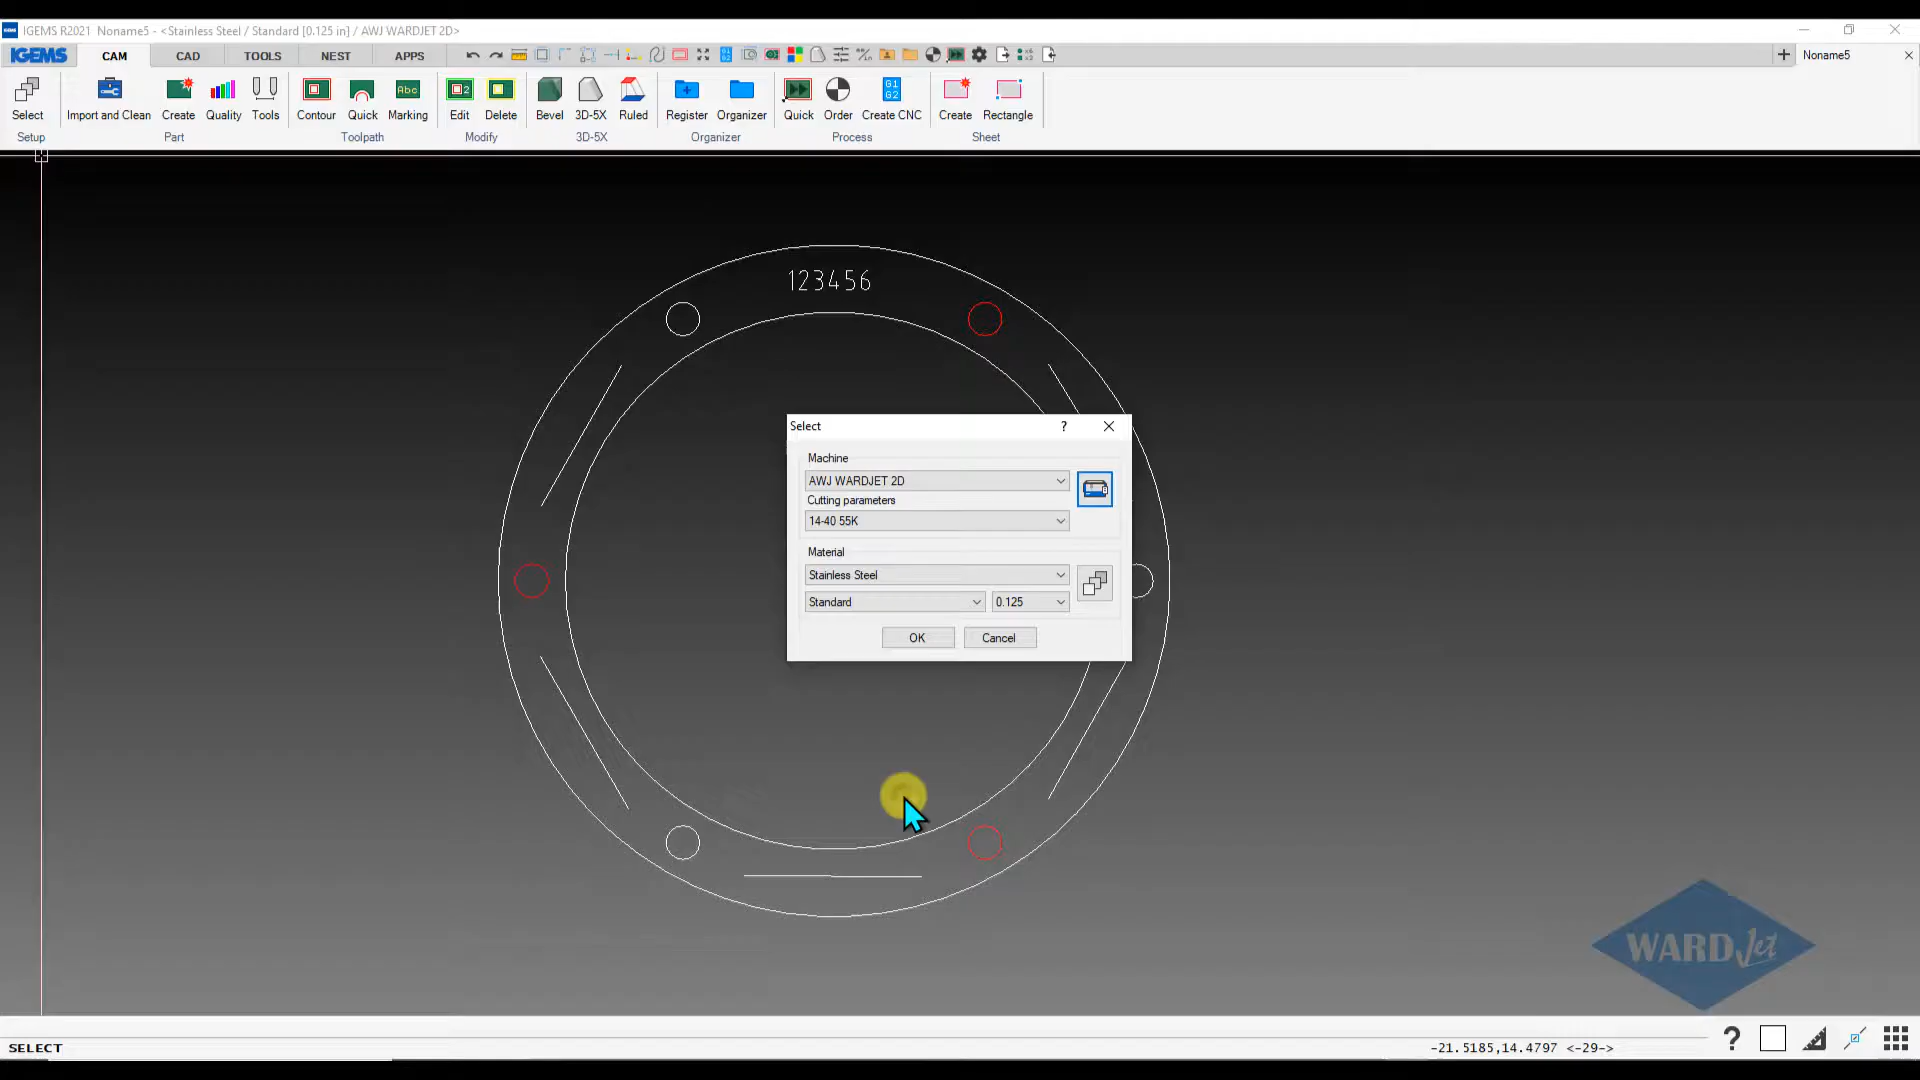 IGEMS R2021 Noname5 - <Stainless Steel / Standard [0.125 in] / AWJ WARDJET 2D>
IGEMS CAM CAD TOOLS NEST APPS Noname5
Select Import and Clean Create Quality Tools Contour Quick Marking Edit Delete Bevel 3D-5X Ruled Register Organizer Quick Order Create CNC Create Rectangle
Setup Part Toolpath Modify 3D-5X Organizer Process Sheet
123456
Select ?
Machine
AWJ WARDJET 2D
Cutting parameters
14-40 55K
Material
Stainless Steel
Standard 0.125
OK Cancel
WARDJet
SELECT -21.5185,14.4797 <-29->